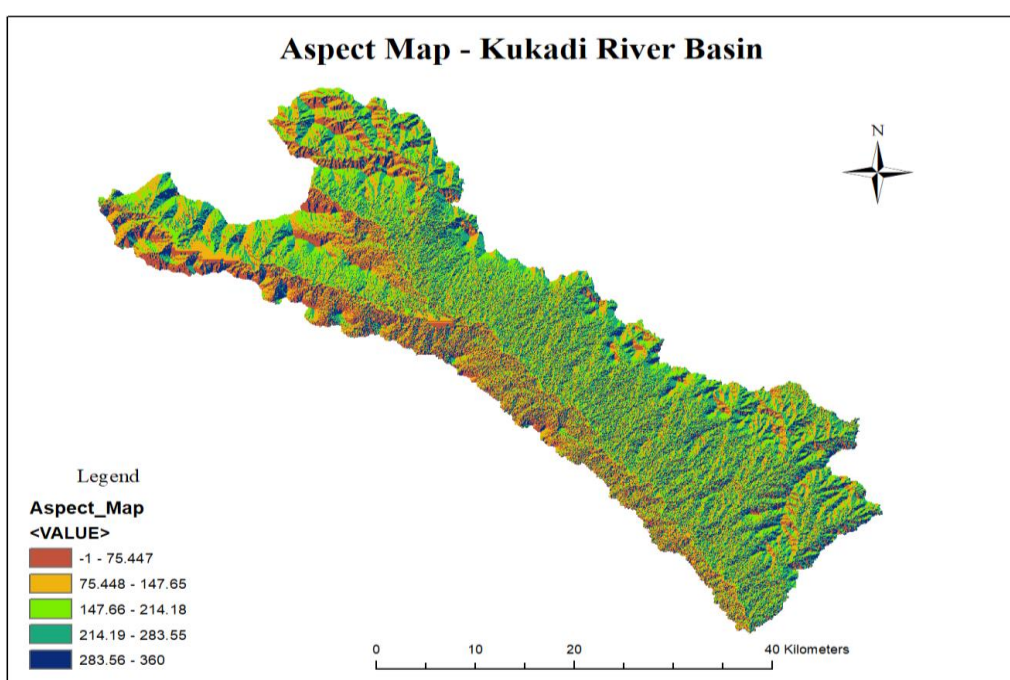 Aspect Map - Kukadi River Basin
N
Legend
Aspect_Map
<VALUE>
-1 - 75.447
75.448 - 147.65
147.66 - 214.18
214.19 - 283.55
283.56 - 360
0 10 20 40 Kilometers